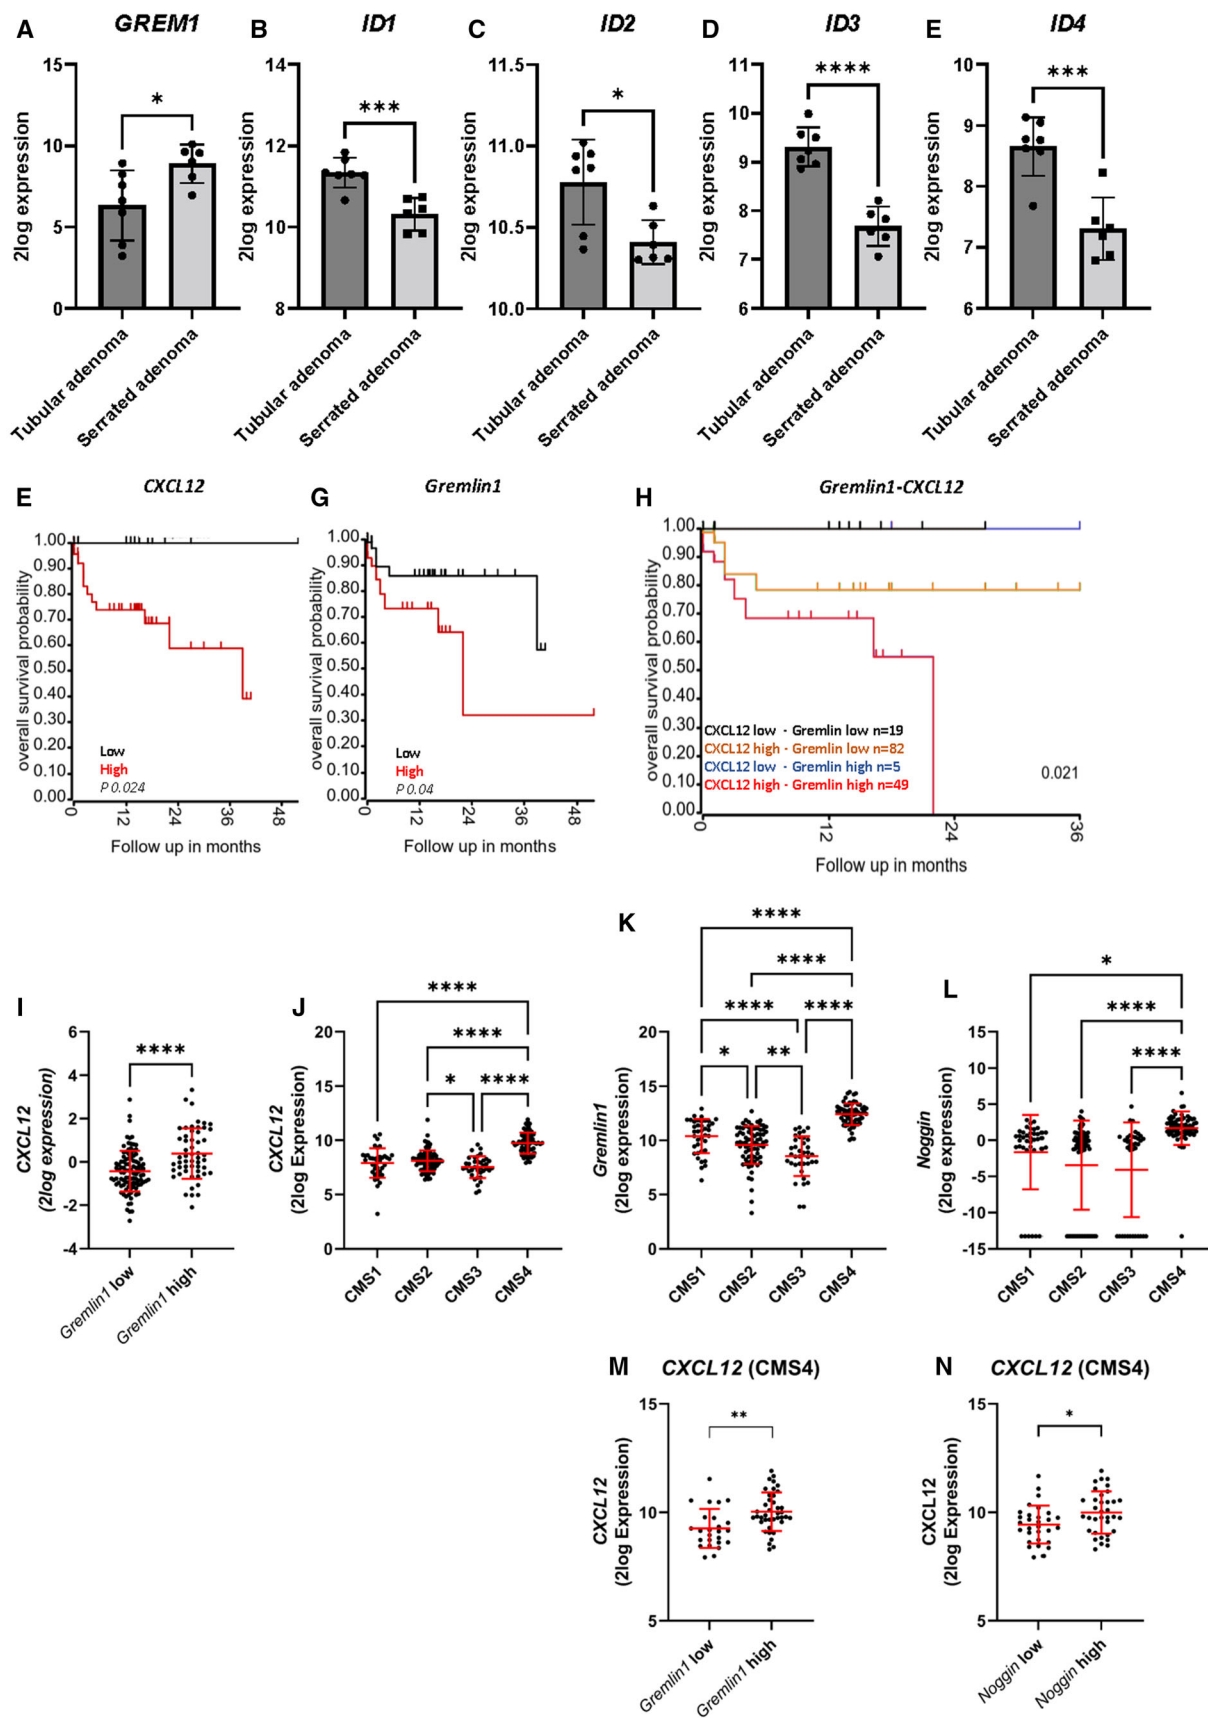 A GREM1
B ID1
C ID2
D ID3
E ID4
15
10
5
0
2log expression
*
Tubular adenoma
Serrated adenoma
14
12
10
8
2log expression
***
Tubular adenoma
Serrated adenoma
11.5
11.0
10.5
10.0
2log expression
*
Tubular adenoma
Serrated adenoma
11
10
9
8
7
6
2log expression
****
Tubular adenoma
Serrated adenoma
10
9
8
7
6
2log expression
***
Tubular adenoma
Serrated adenoma
E CXCL12
1.00
0.90
0.80
0.70
0.60
0.50
0.40
0.30
0.20
0.10
0.00
overall survival probability
Low
High
P 0.024
0 12 24 36 48
Follow up in months
G Gremlin1
1.00
0.90
0.80
0.70
0.60
0.50
0.40
0.30
0.20
0.10
0.00
overall survival probability
Low
High
P 0.04
0 12 24 36 48
Follow up in months
H Gremlin1-CXCL12
1.00
0.90
0.80
0.70
0.60
0.50
0.40
0.30
0.20
0.10
0.00
overall survival probability
CXCL12 low - Gremlin low n=19
CXCL12 high - Gremlin low n=82
CXCL12 low - Gremlin high n=5
CXCL12 high - Gremlin high n=49
0.021
0 12 24 36
Follow up in months
I
6
4
2
0
-2
-4
CXCL12
(2log expression)
****
Gremlin1 low
Gremlin1 high
J
20
15
10
5
0
CXCL12
(2log Expression)
****
****
* ****
CMS1 CMS2 CMS3 CMS4
K
20
15
10
5
0
Gremlin1
(2log expression)
****
****
**** ****
* **
CMS1 CMS2 CMS3 CMS4
L
15
10
5
0
-5
-10
-15
Noggin
(2log expression)
*
****
****
CMS1 CMS2 CMS3 CMS4
M CXCL12 (CMS4)
15
10
5
CXCL12
(2log Expression)
**
Gremlin1 low
Gremlin1 high
N CXCL12 (CMS4)
15
10
5
CXCL12
(2log Expression)
*
Noggin low
Noggin high